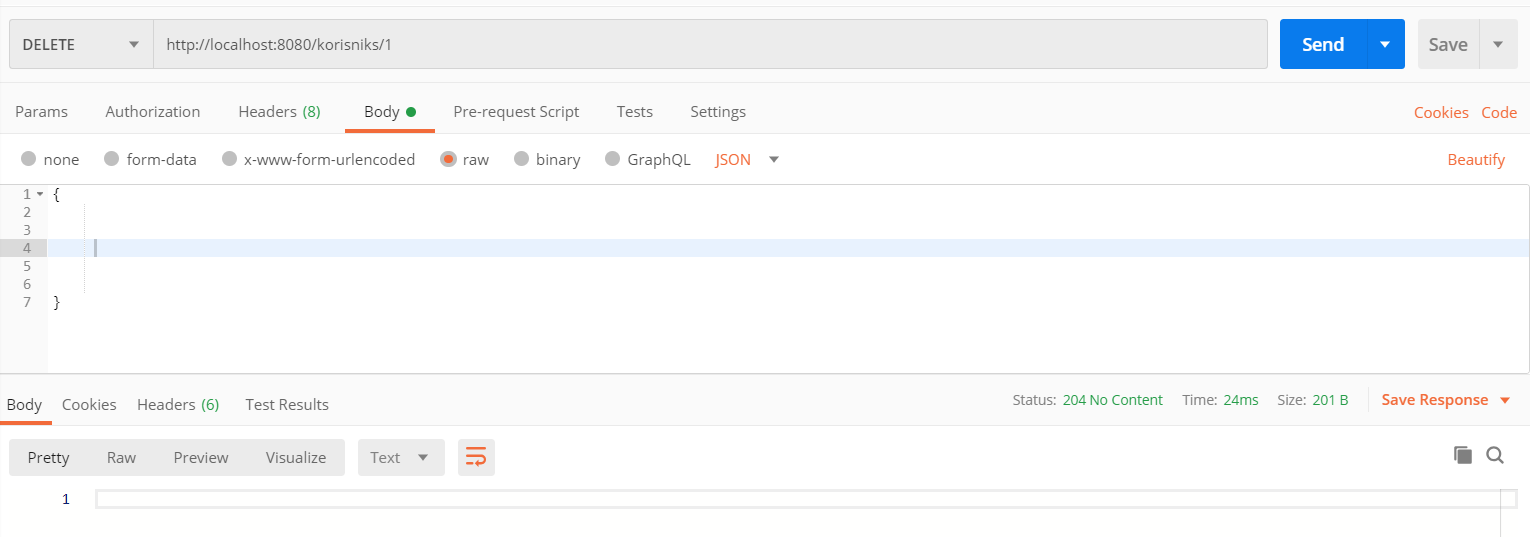 DELETE http://localhost:8080/korisniks/1 Send Save
Params Authorization Headers (8) Body Pre-request Script Tests Settings Cookies Code
none form-data x-www-form-urlencoded raw binary GraphQL JSON Beautify
1 {
2
3
4
5
6
7 }
Body Cookies Headers (6) Test Results Status: 204 No Content Time: 24ms Size: 201 B Save Response
Pretty Raw Preview Visualize Text
1